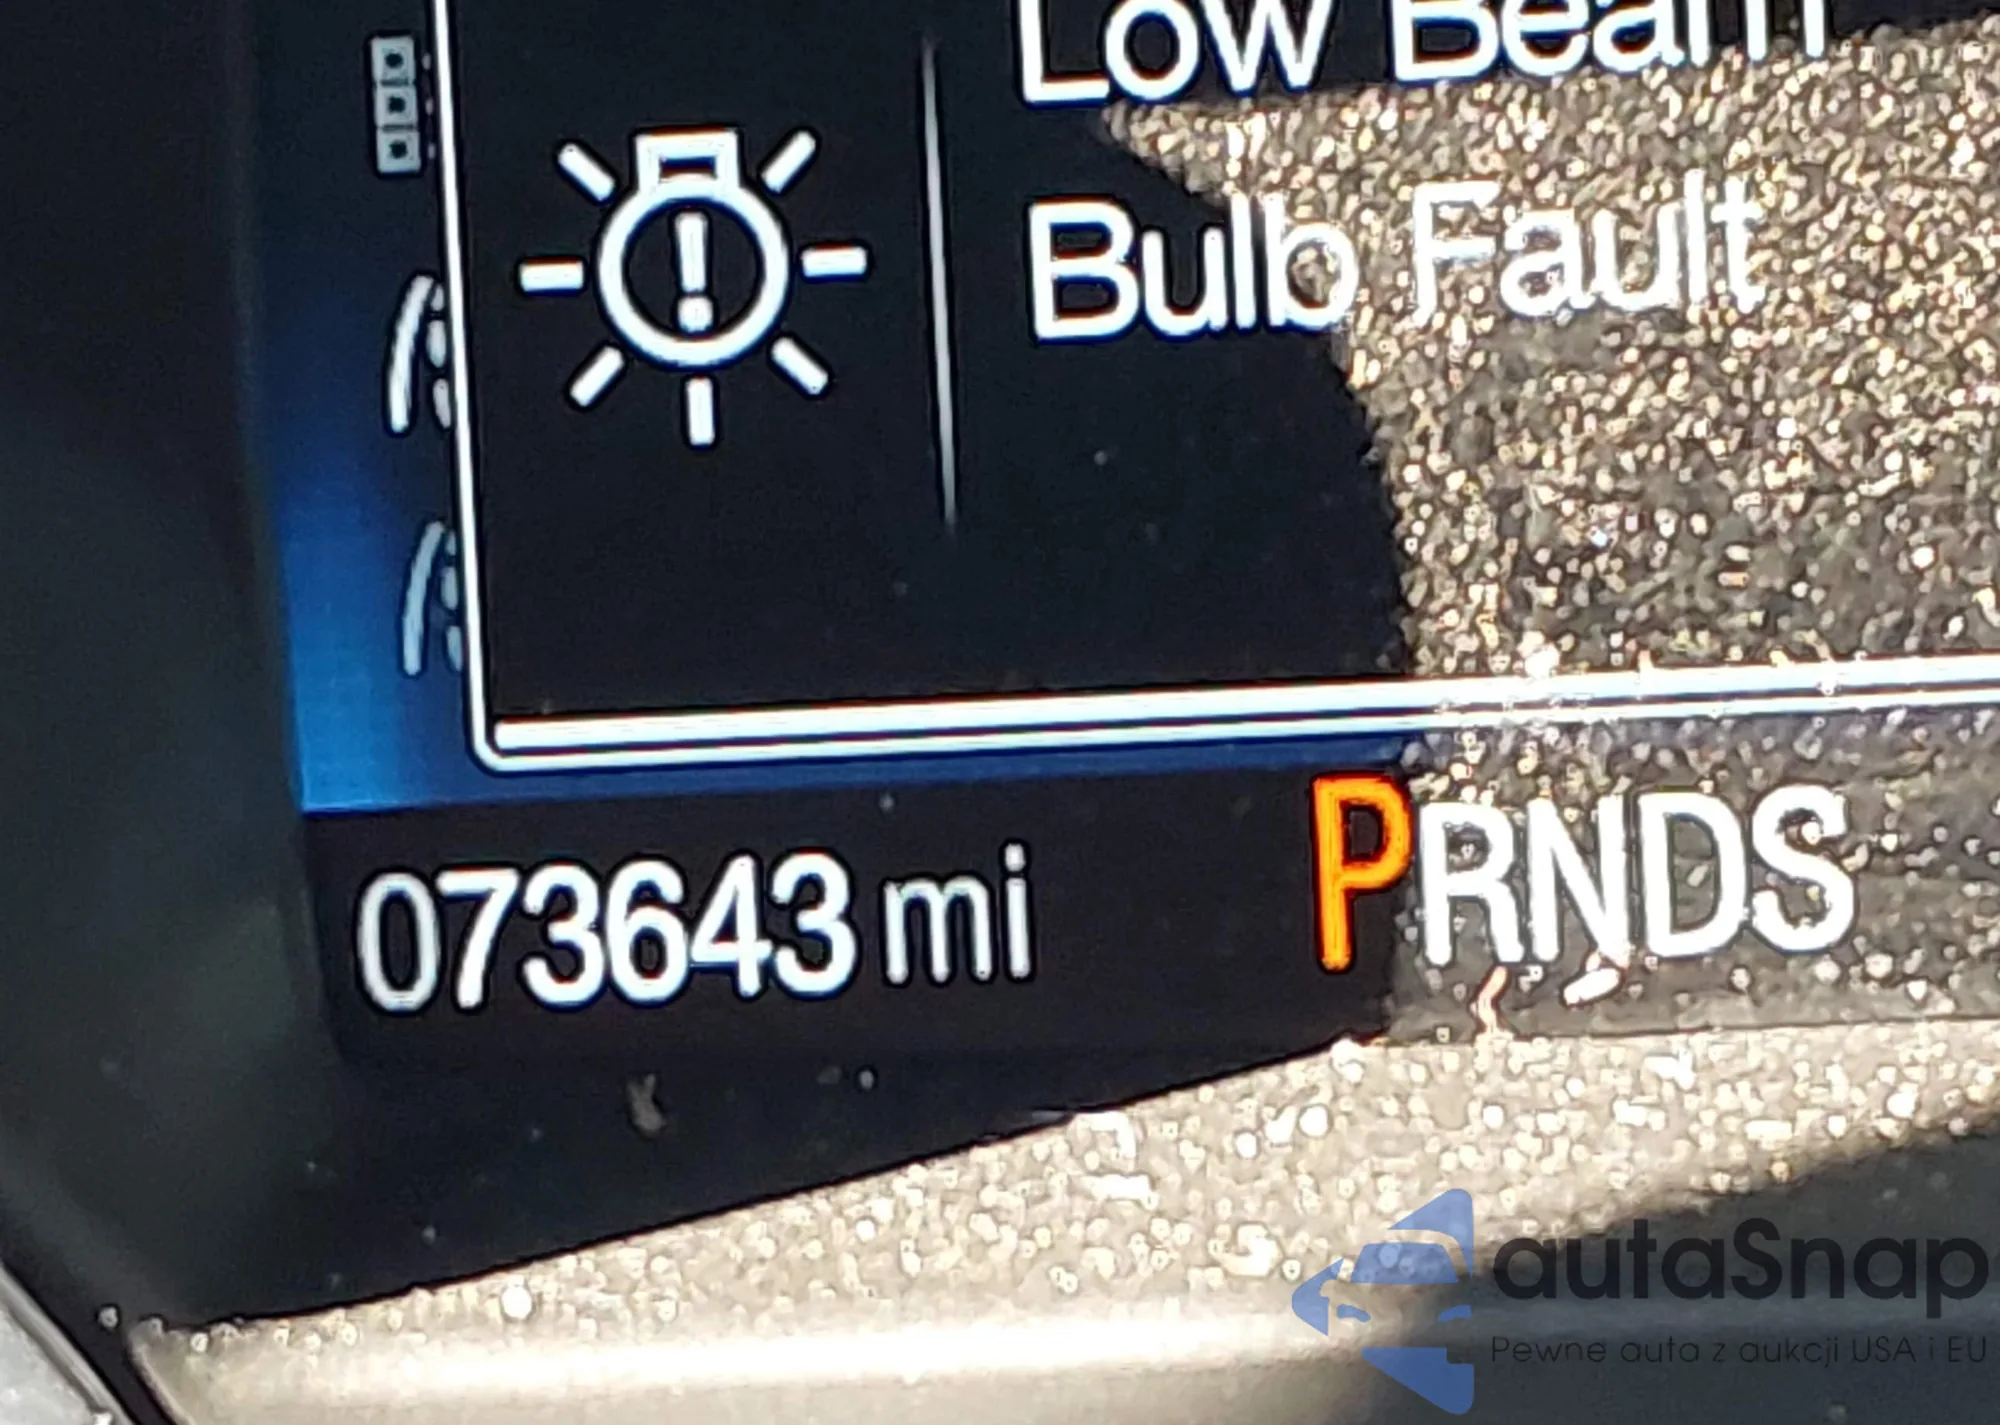 Low Beam
Bulb Fault
073643 mi
PRNDS
autaSnap
Pewne auta z aukcji USA i EU